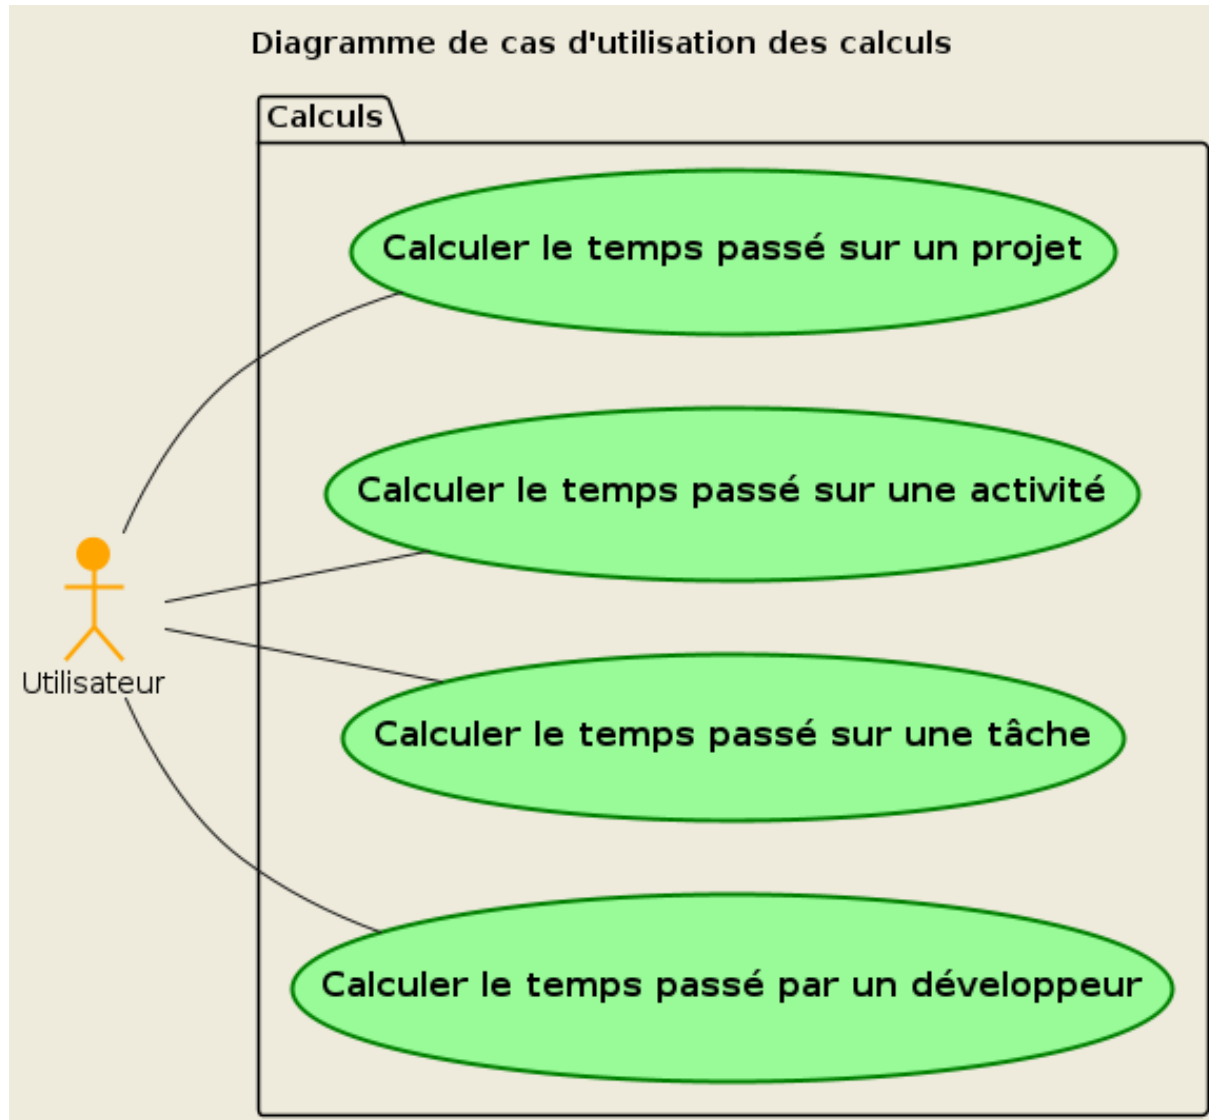 Diagramme de cas d'utilisation des calculs
Calculs
Calculer le temps passé sur un projet
Calculer le temps passé sur une activité
Utilisateur
Calculer le temps passé sur une tâche
Calculer le temps passé par un développeur